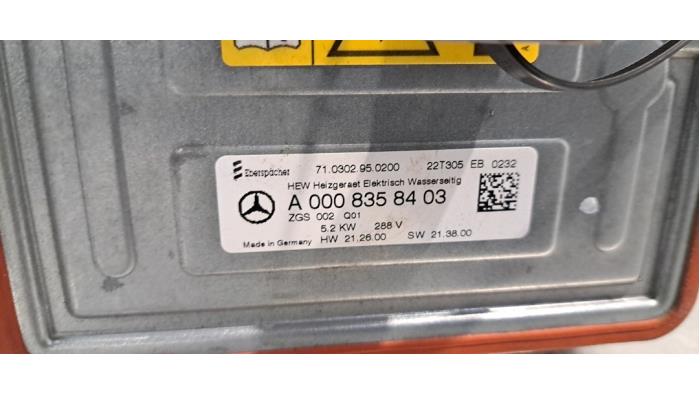 A
Eberspächer 71.0302.95.0200 22T305 EB 0232
HEW Heizgeraet Elektrisch Wasserseitig
A 000 835 84 03
ZGS 002 Q01
5.2 KW 288 V
Made in Germany HW 21.26.00 SW 21.38.00